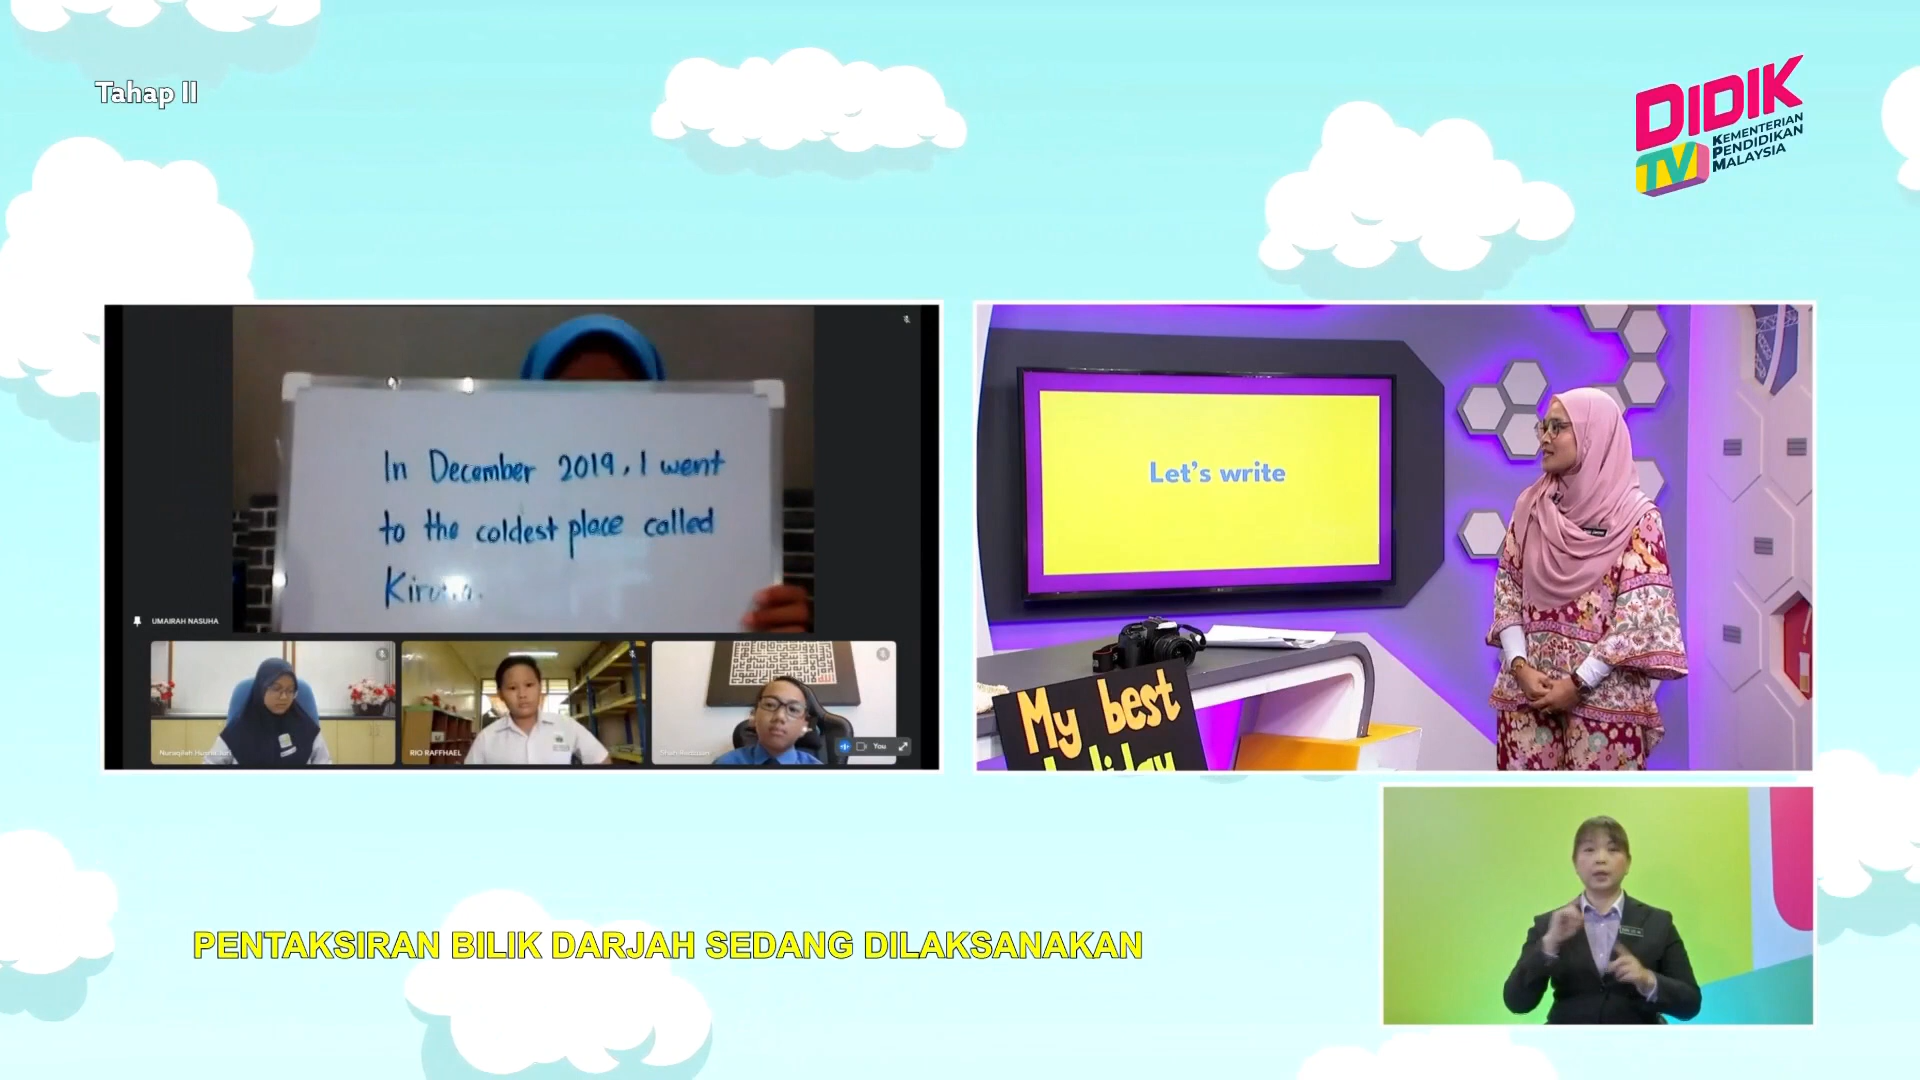 Tahap II
DIDIK
TV
KEMENTERIAN
PENDIDIKAN
MALAYSIA
In December 2019, I went
to the coldest place called
UMAIRAH NASUHA
RIO RAFFHAEL
You
Let's write
My best
PENTAKSIRAN BILIK DARJAH SEDANG DILAKSANAKAN